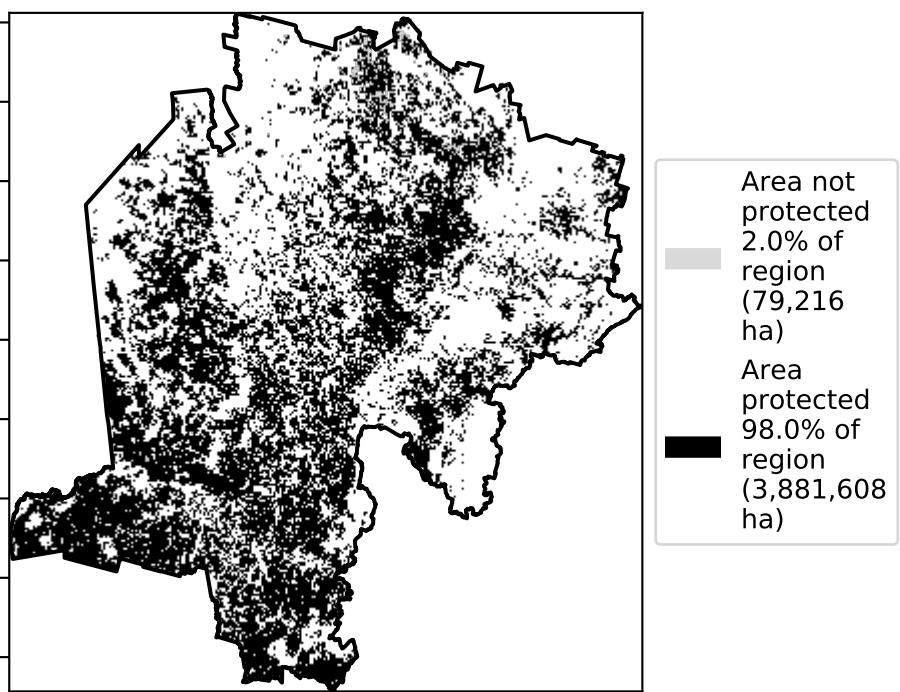 Area not
protected
2.0% of
region
(79,216
ha)
Area
protected
98.0% of
region
(3,881,608
ha)